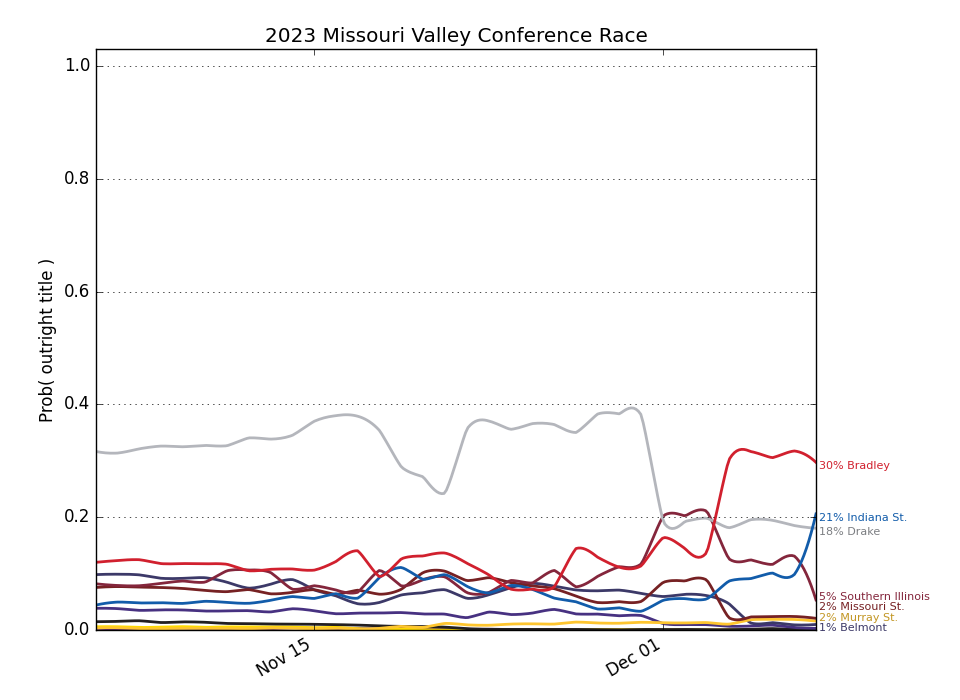 2023 Missouri Valley Conference Race
1.0
0.8
0.6
0.4
0.2
0.0
Prob( outright title )
Nov 15
Dec 01
30% Bradley
21% Indiana St.
18% Drake
5% Southern Illinois
2% Missouri St.
2% Murray St.
1% Belmont